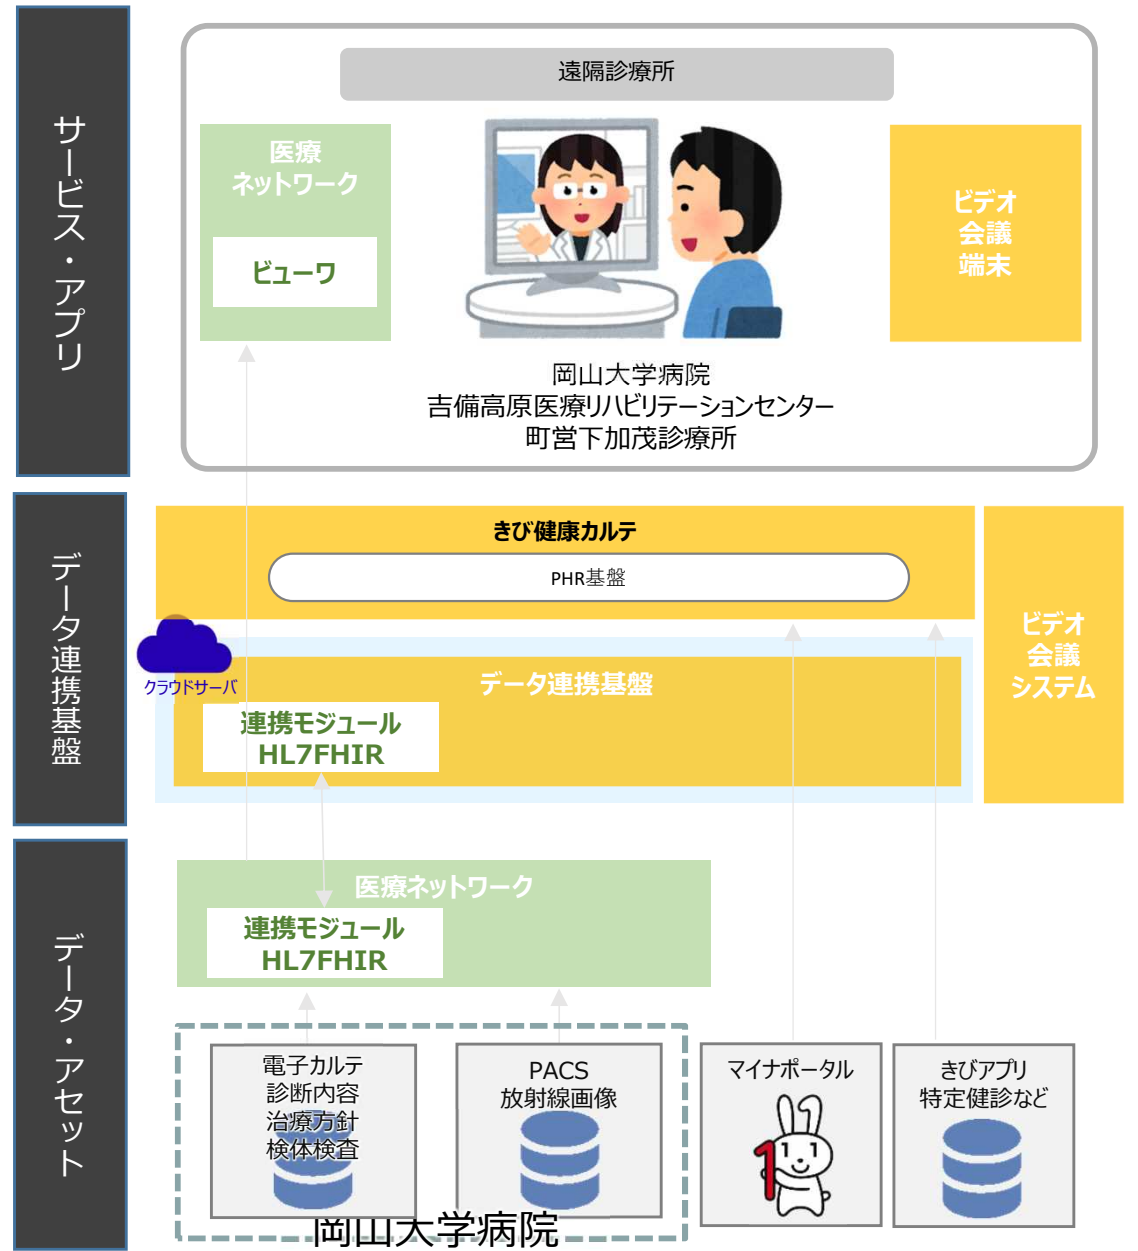 サービス・アプリ
遠隔診療所
医療
ネットワーク
ビューワ
ビデオ
会議
端末
岡山大学病院
吉備高原医療リハビリテーションセンター
町営下加茂診療所
データ連携基盤
きび健康カルテ
PHR基盤
クラウドサーバ
データ連携基盤
連携モジュール
HL7FHIR
ビデオ
会議
システム
データ・アセット
医療ネットワーク
連携モジュール
HL7FHIR
電子カルテ
診断内容
治療方針
検体検査
PACS
放射線画像
岡山大学病院
マイナポータル
1
きびアプリ
特定健診など